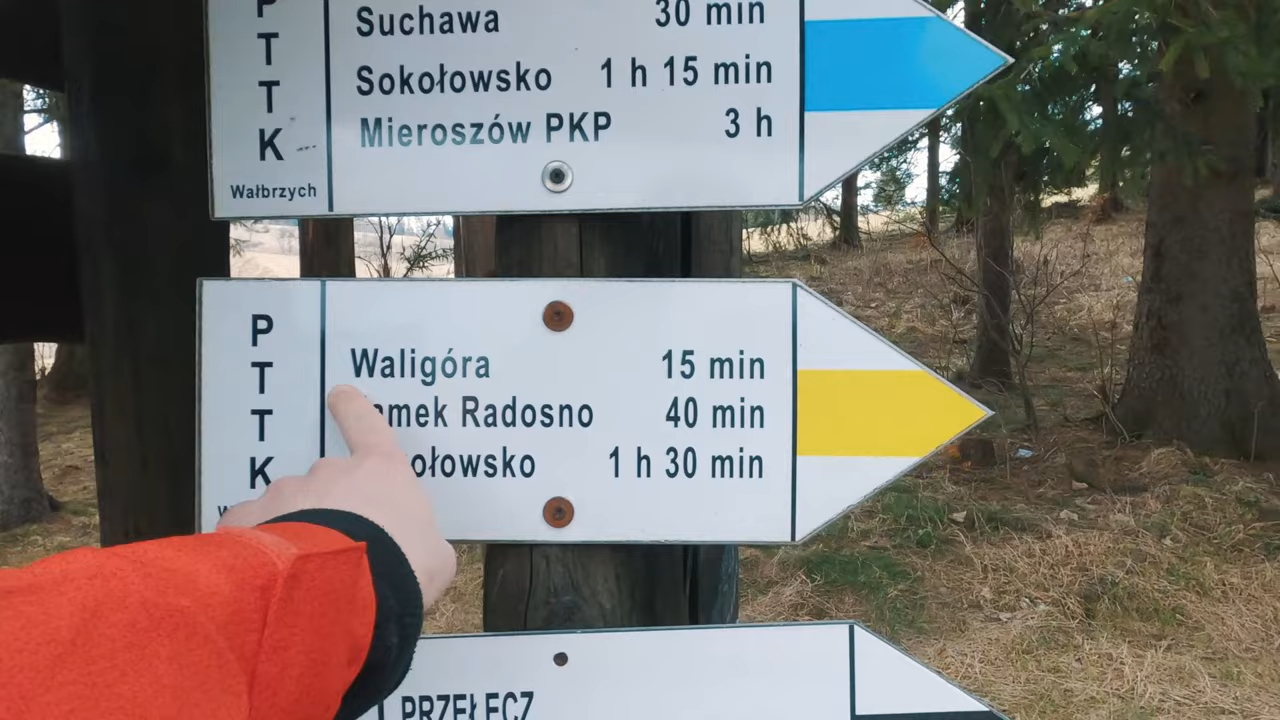 PTTK
Wałbrzych
Suchawa 30 min
Sokołowsko 1 h 15 min
Mieroszów PKP 3 h
PTTK
Waligóra 15 min
Radosno 40 min
1 h 30 min
PRZEŁĘCZ